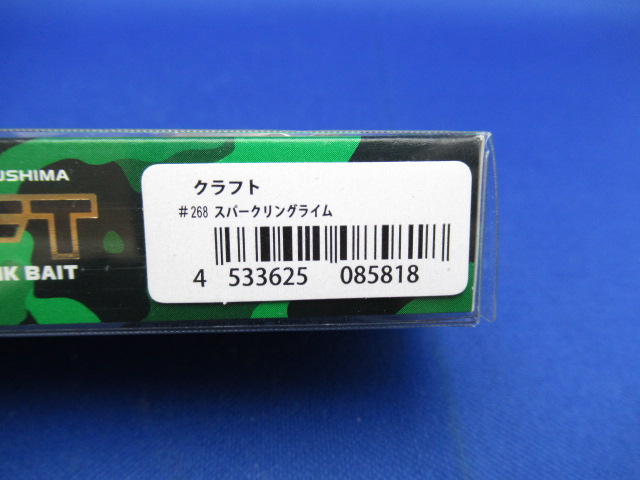 USHIMA
FT
NK BAIT
クラフト
#268 スパークリングライム
4 533625 085818